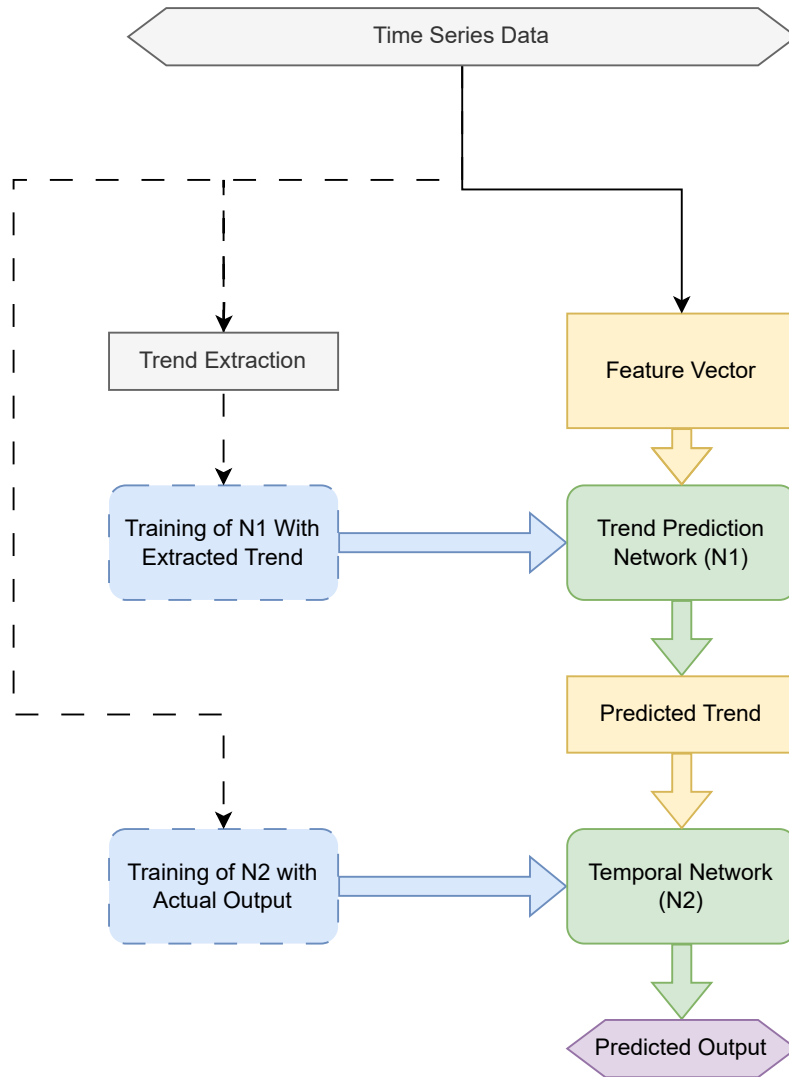 Time Series Data
Trend Extraction
Feature Vector
Training of N1 With
Extracted Trend
Trend Prediction
Network (N1)
Predicted Trend
Training of N2 with
Actual Output
Temporal Network
(N2)
Predicted Output